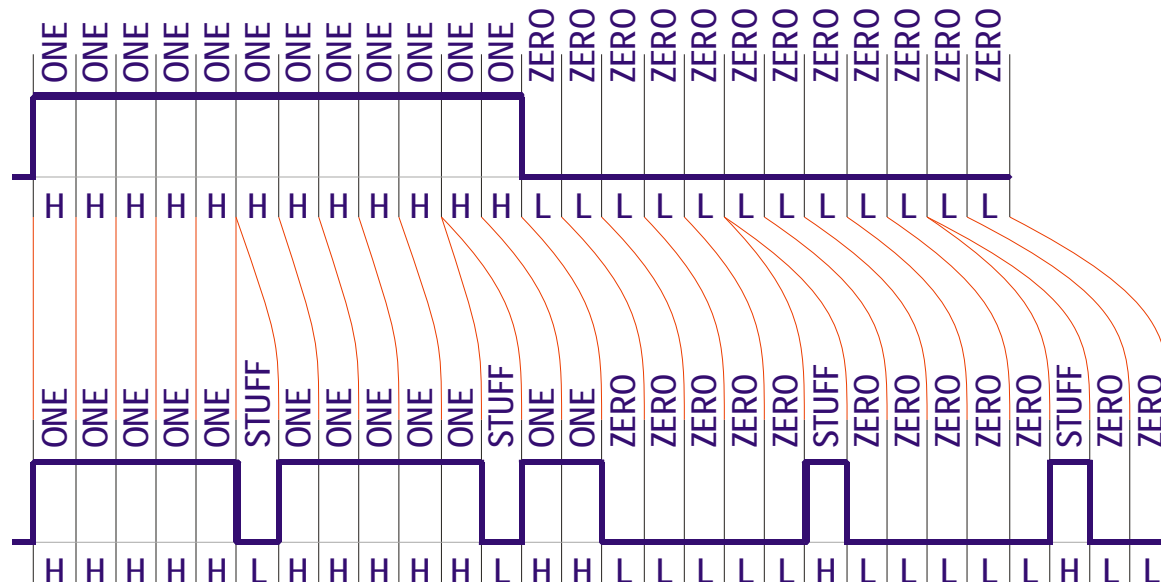 ONE ONE ONE ONE ONE ONE ONE ONE ONE ONE ONE ONE ZERO ZERO ZERO ZERO ZERO ZERO ZERO ZERO ZERO ZERO ZERO ZERO
H H H H H H H H H H H H L L L L L L L L L L L L
ONE ONE ONE ONE ONE STUFF ONE ONE ONE ONE ONE STUFF ONE ONE ZERO ZERO ZERO ZERO ZERO STUFF ZERO ZERO ZERO ZERO ZERO STUFF ZERO ZERO
H H H H H L H H H H H L H H L L L L L H L L L L L H L L